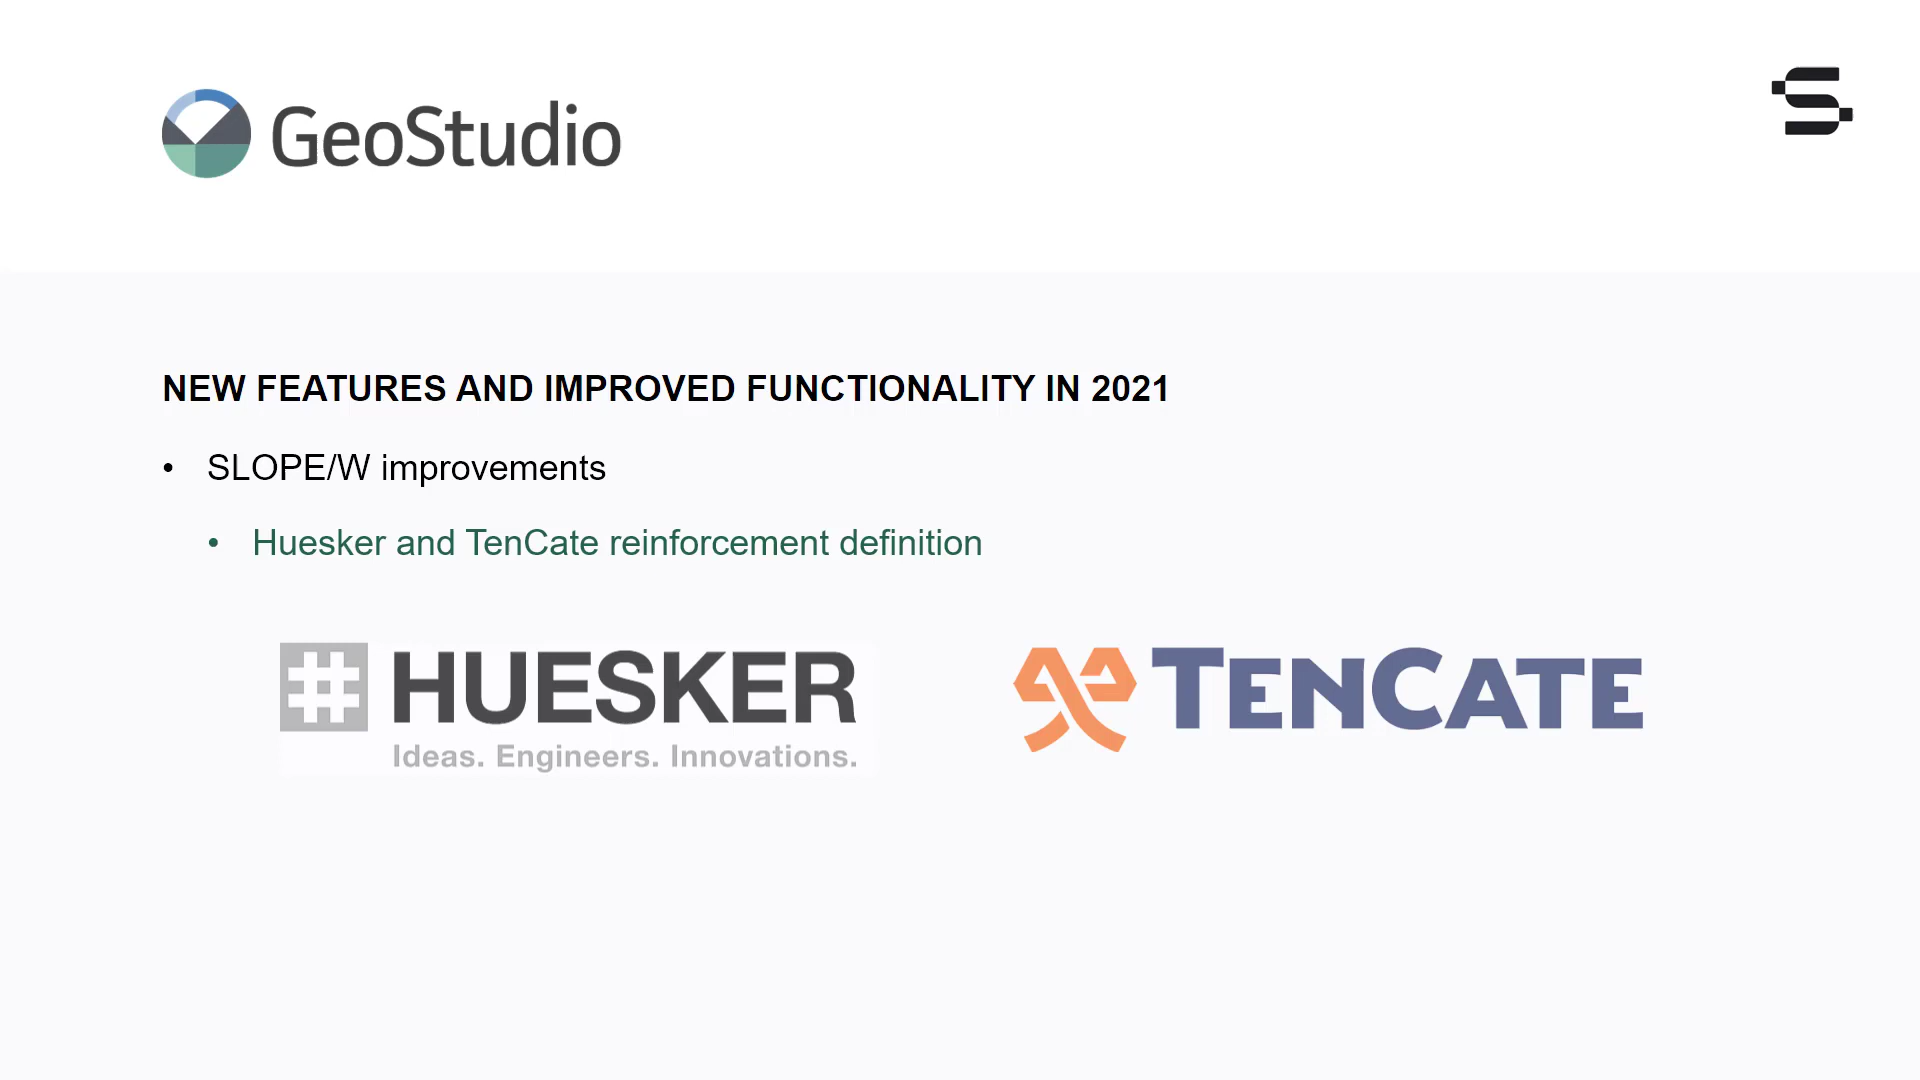 GeoStudio
NEW FEATURES AND IMPROVED FUNCTIONALITY IN 2021
• SLOPE/W improvements
• Huesker and TenCate reinforcement definition
HUESKER
Ideas. Engineers. Innovations.
TENCATE